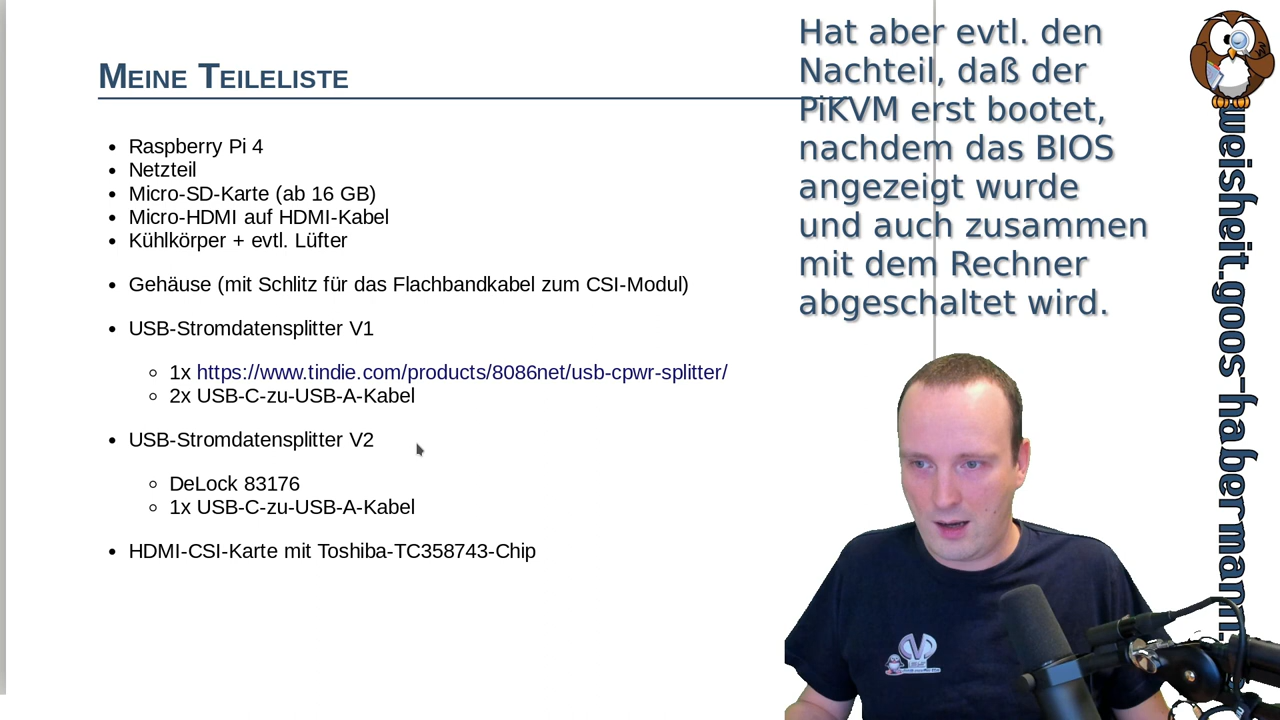 Meine Teileliste
Raspberry Pi 4
Netzteil
Micro-SD-Karte (ab 16 GB)
Micro-HDMI auf HDMI-Kabel
Kühlkörper + evtl. Lüfter
Gehäuse (mit Schlitz für das Flachbandkabel zum CSI-Modul)
USB-Stromdatensplitter V1
1x https://www.tindie.com/products/8086net/usb-cpwr-splitter/
2x USB-C-zu-USB-A-Kabel
USB-Stromdatensplitter V2
DeLock 83176
1x USB-C-zu-USB-A-Kabel
HDMI-CSI-Karte mit Toshiba-TC358743-Chip
Hat aber evtl. den
Nachteil, daß der
PiKVM erst bootet,
nachdem das BIOS
angezeigt wurde
und auch zusammen
mit dem Rechner
abgeschaltet wird.
weisheit.goos-habermann.